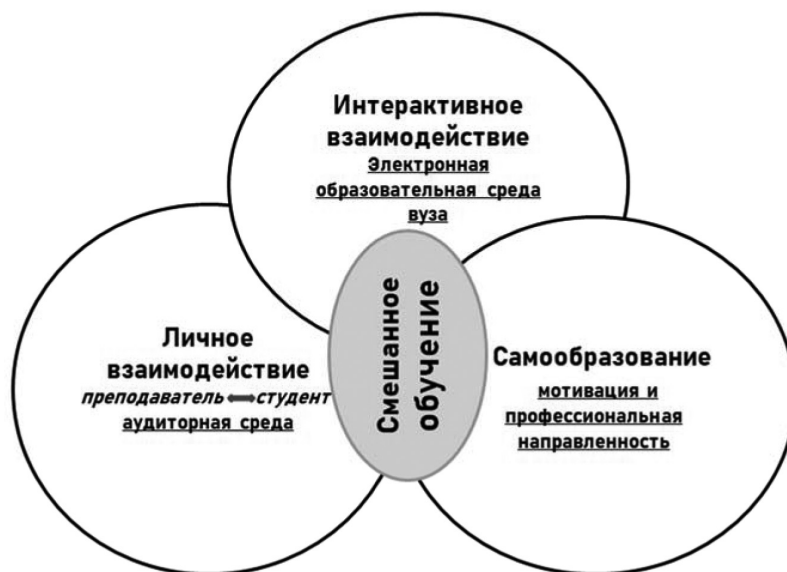 Интерактивное
взаимодействие
Электронная
образовательная среда
вуза
Личное
взаимодействие
преподаватель студент
аудиторная среда
Смешанное
обучение
Самообразование
мотивация и
профессиональная
направленность